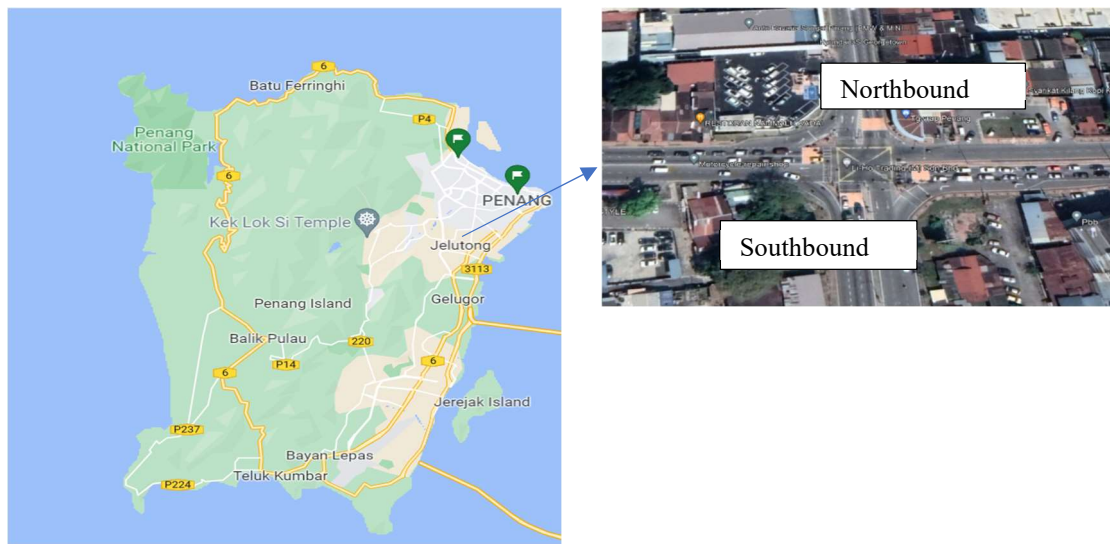 6
Batu Ferringhi
P4
Penang
National Park
6
PENANG
Kek Lok Si Temple
Jelutong
3113
Penang Island
Gelugor
Balik Pulau
220
P14
6
6
Jerejak Island
P237
Bayan Lepas
Teluk Kumbar
P224
Northbound
Southbound